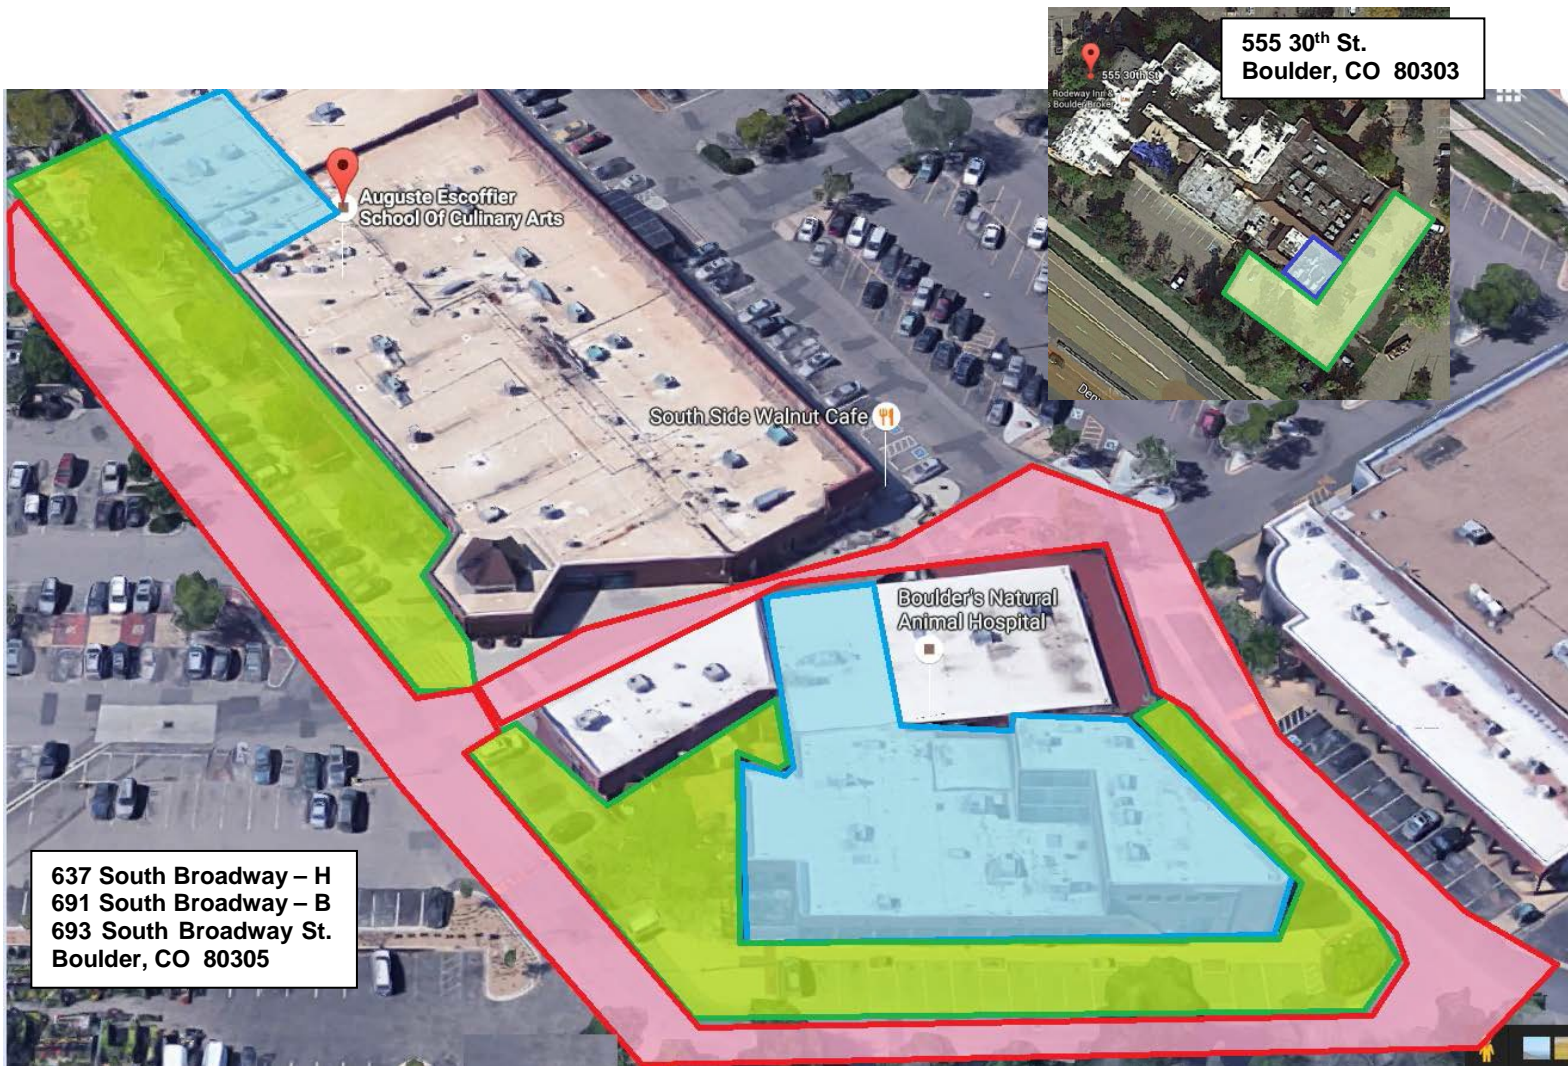 555 30th St.
Boulder, CO 80303
555 30th St
Rodeway Inn &
Boulder Broker
Den
Auguste Escoffier
School Of Culinary Arts
South Side Walnut Cafe
Boulder's Natural
Animal Hospital
637 South Broadway – H
691 South Broadway – B
693 South Broadway St.
Boulder, CO 80305